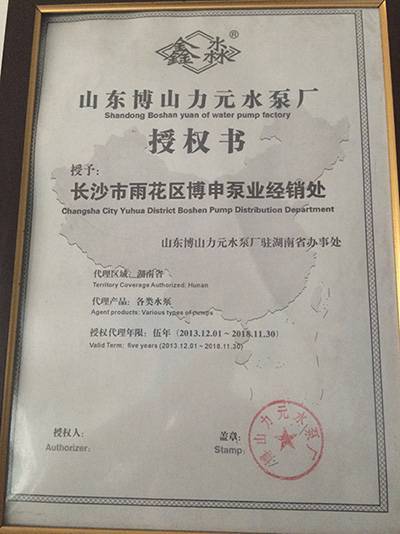 鑫淼®
山东博山力元水泵厂
Shandong Boshan yuan of water pump factory
授权书
授予:
长沙市雨花区博申泵业经销处
Changsha City Yuhua District Boshen Pump Distribution Department
山东博山力元水泵厂驻湖南省办事处
代理区域: 湖南省
Territory Coverage Authorized: Hunan
代理产品: 各类水泵
Agent products: Various types of pumps
授权代理年限: 伍年 (2013.12.01 ~ 2018.11.30)
Valid Term: five years (2013.12.01 ~ 2018.11.30)
授权人:
Authorizer:
盖章:
Stamp:
博山力元水泵厂